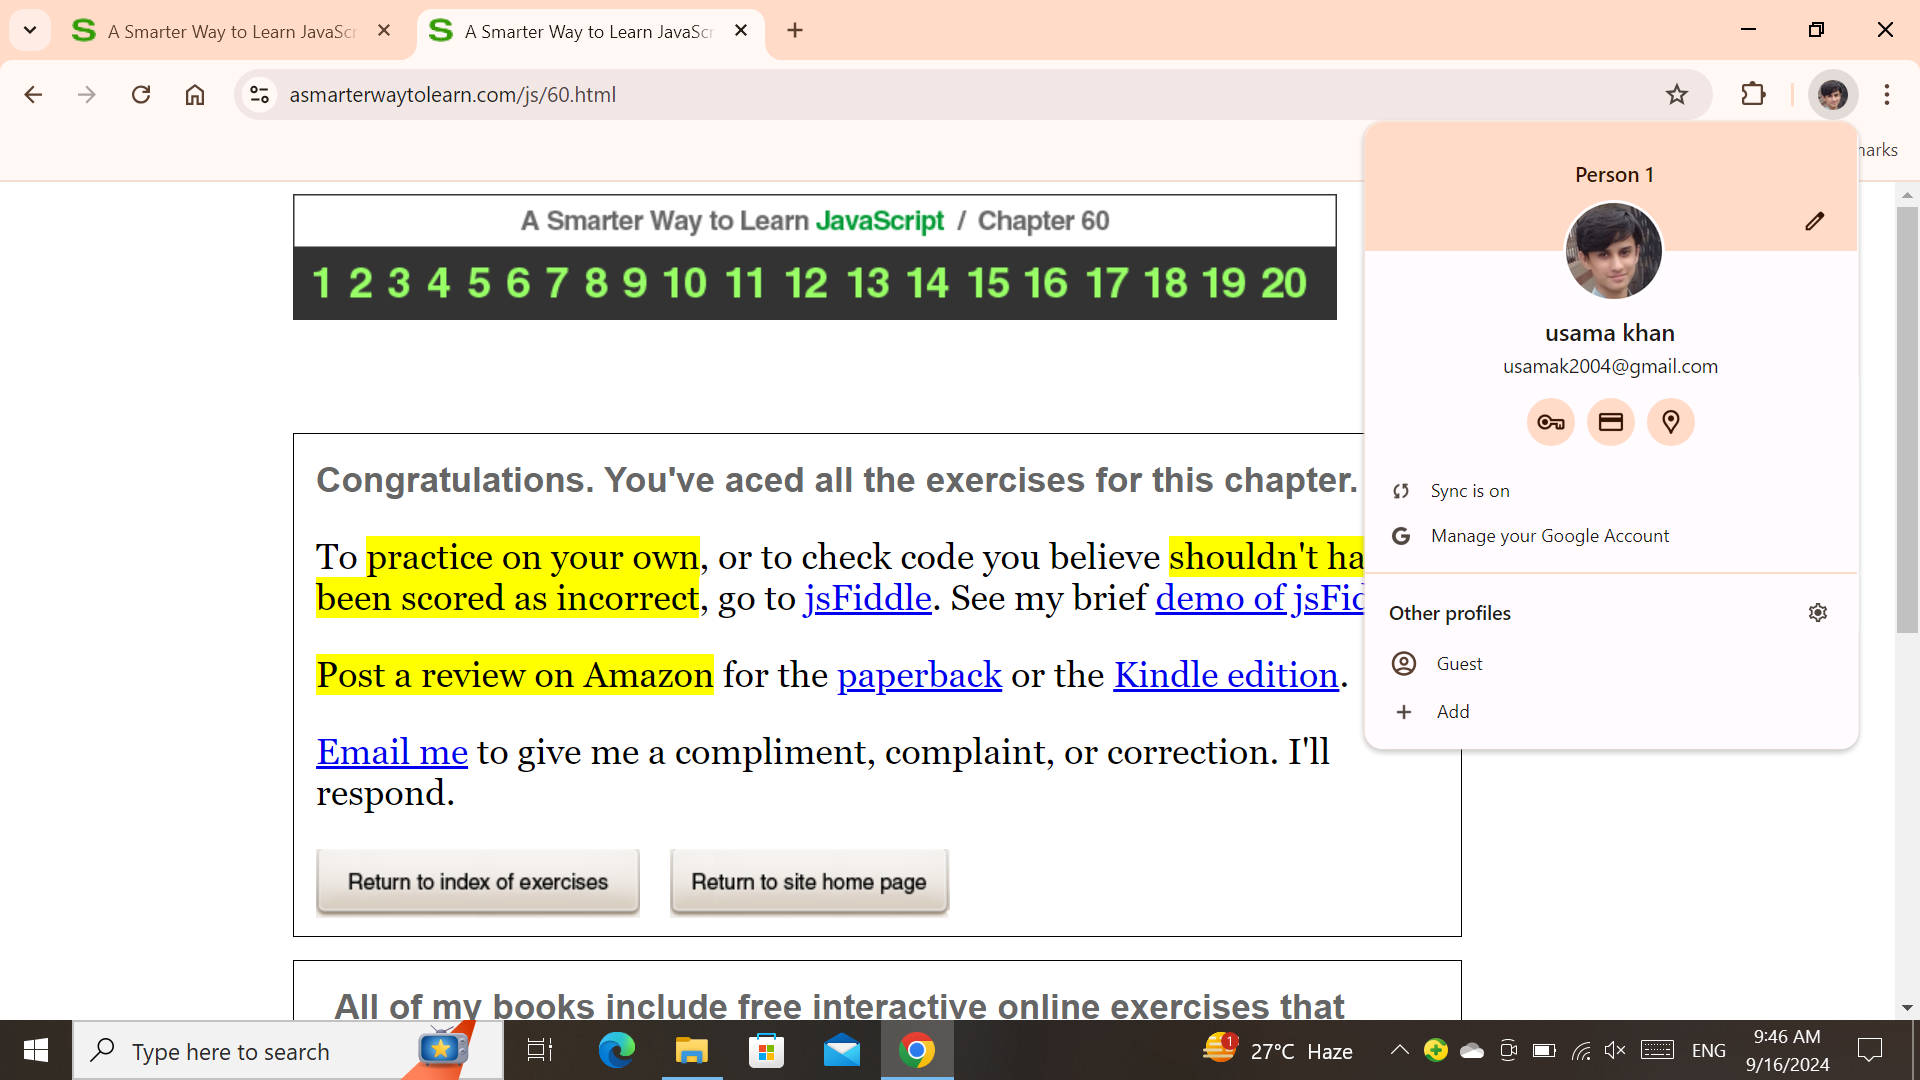 A Smarter Way to Learn JavaScr
A Smarter Way to Learn JavaScr
asmarterwaytolearn.com/js/60.html
Person 1
usama khan
usamak2004@gmail.com
Sync is on
Manage your Google Account
Other profiles
Guest
Add
A Smarter Way to Learn JavaScript / Chapter 60
1 2 3 4 5 6 7 8 9 10 11 12 13 14 15 16 17 18 19 20
Congratulations. You've aced all the exercises for this chapter.
To practice on your own, or to check code you believe shouldn't ha
been scored as incorrect, go to jsFiddle. See my brief demo of jsFid
Post a review on Amazon for the paperback or the Kindle edition.
Email me to give me a compliment, complaint, or correction. I'll
respond.
Return to index of exercises
Return to site home page
All of my books include free interactive online exercises that
Type here to search
1
27°C Haze
ENG
9:46 AM
9/16/2024